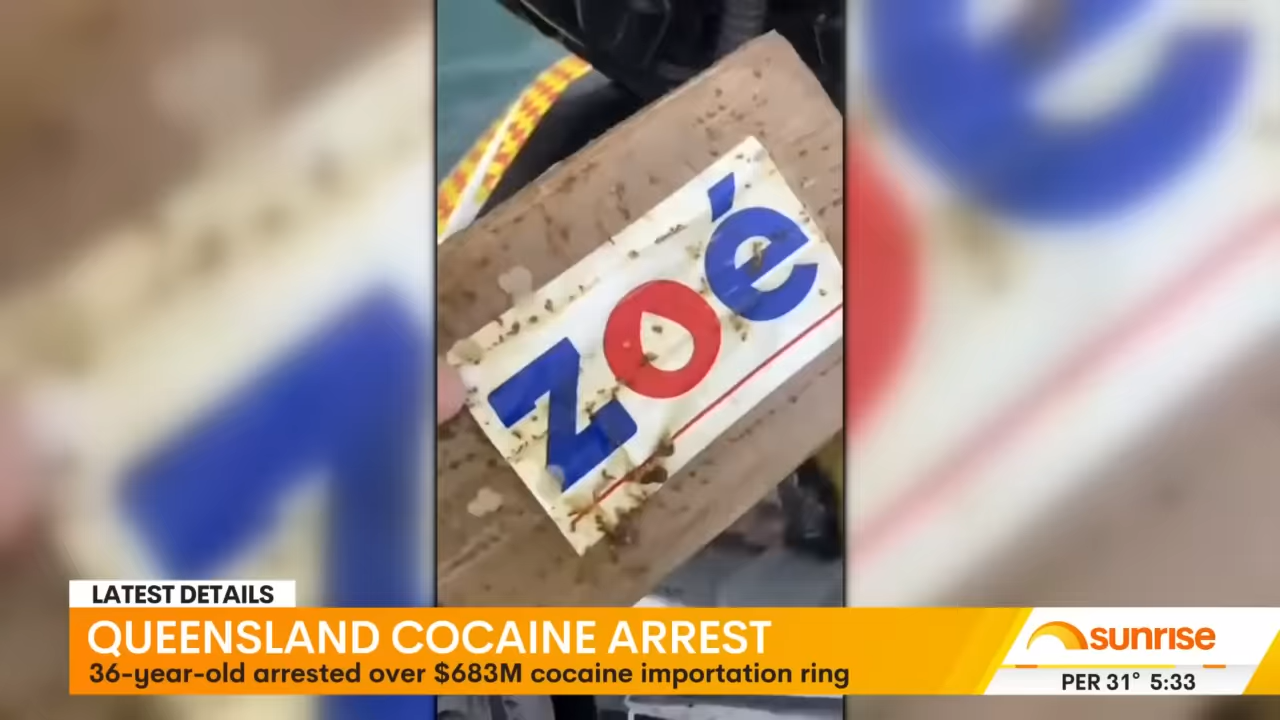 zoé
LATEST DETAILS
QUEENSLAND COCAINE ARREST
36-year-old arrested over $683M cocaine importation ring
sunrise
PER 31° 5:33